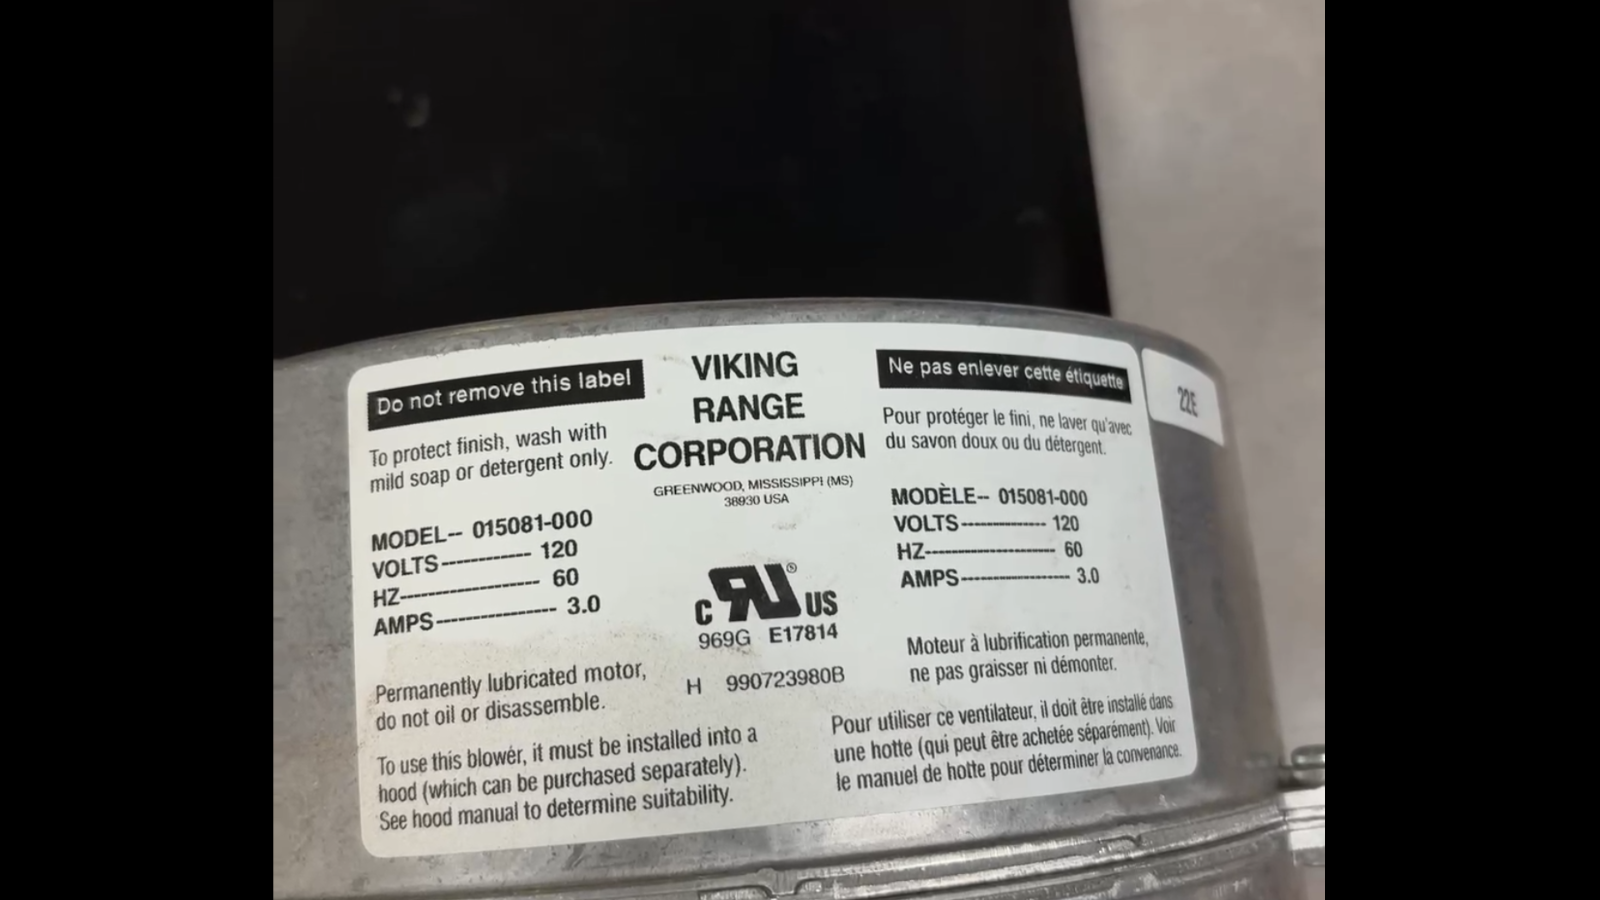 Do not remove this label
To protect finish, wash with
mild soap or detergent only.
MODEL-- 015081-000
VOLTS ----------- 120
HZ------------------ 60
AMPS --------------- 3.0
Permanently lubricated motor,
do not oil or disassemble.
To use this blower, it must be installed into a
hood (which can be purchased separately).
See hood manual to determine suitability.
VIKING
RANGE
CORPORATION
GREENWOOD, MISSISSIPPI (MS)
38930 USA
C RU ® US
969G E17814
H 990723980B
Ne pas enlever cette étiquette
Pour protéger le fini, ne laver qu'avec
du savon doux ou du détergent.
MODÈLE-- 015081-000
VOLTS --------------- 120
HZ---------------------- 60
AMPS ------------------ 3.0
Moteur à lubrification permanente,
ne pas graisser ni démonter.
Pour utiliser ce ventilateur, il doit être installé dans
une hotte (qui peut être achetée séparément). Voir
le manuel de hotte pour déterminer la convenance.
22E